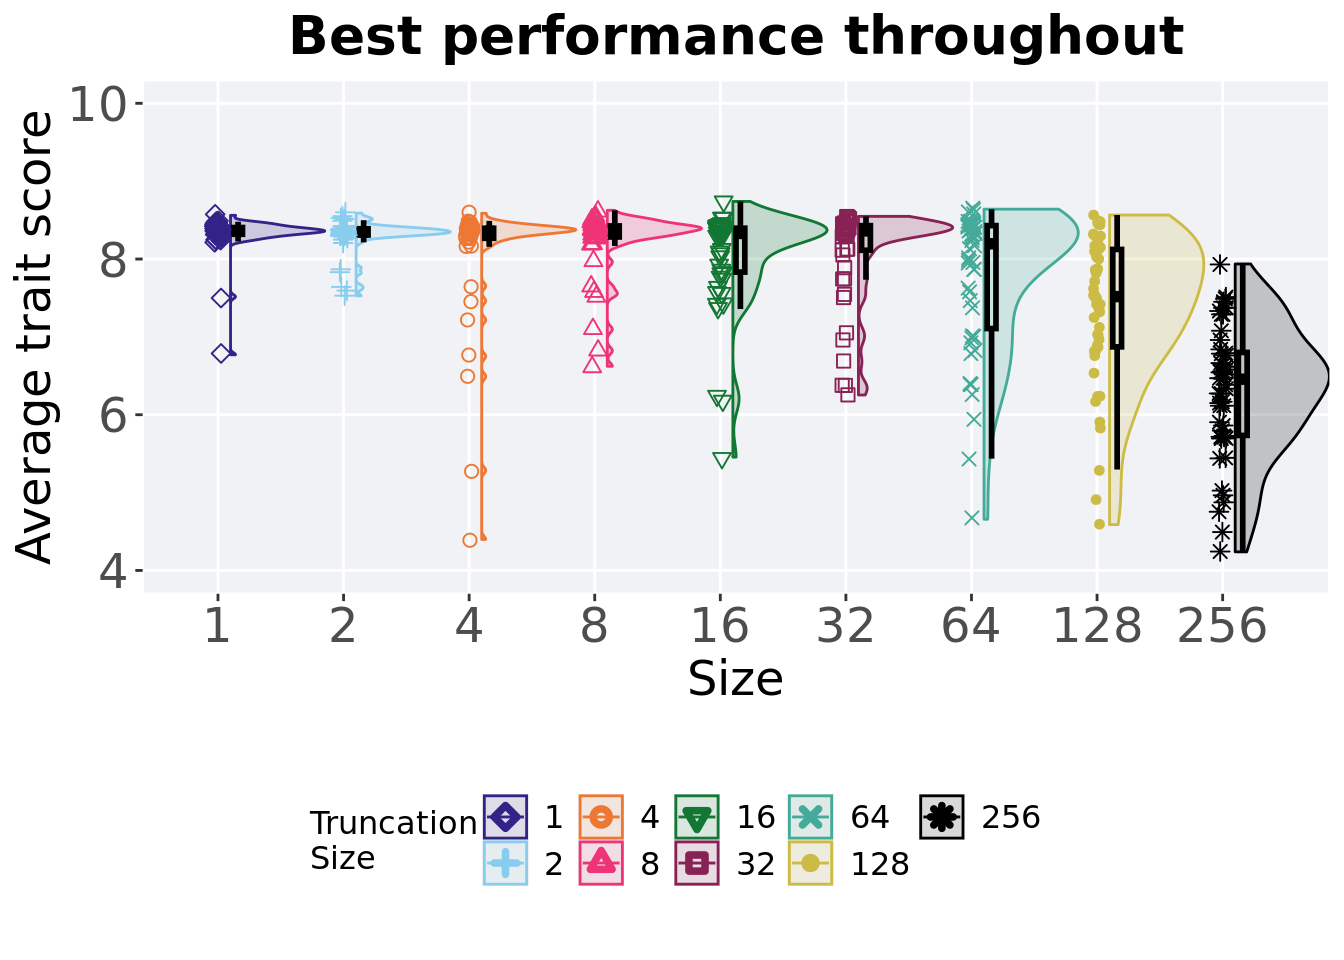 Best performance throughout
Average trait score
10
8
6
4
1 2 4 8 16 32 64 128 256
Size
Truncation
Size
1 4 16 64 256
2 8 32 128